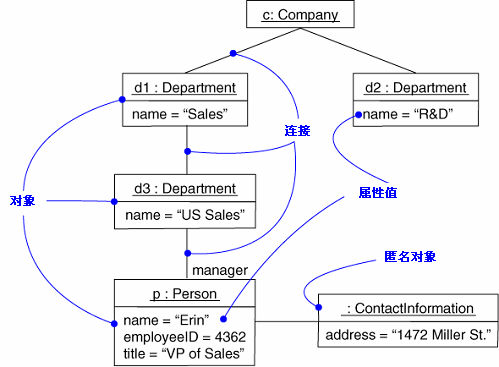 c: Company
d1 : Department
name = “Sales”
d2 : Department
name = “R&D”
连接
对象
d3 : Department
name = “US Sales”
属性值
manager
匿名对象
p : Person
name = “Erin”
employeeID = 4362
title = “VP of Sales”
: ContactInformation
address = “1472 Miller St.”